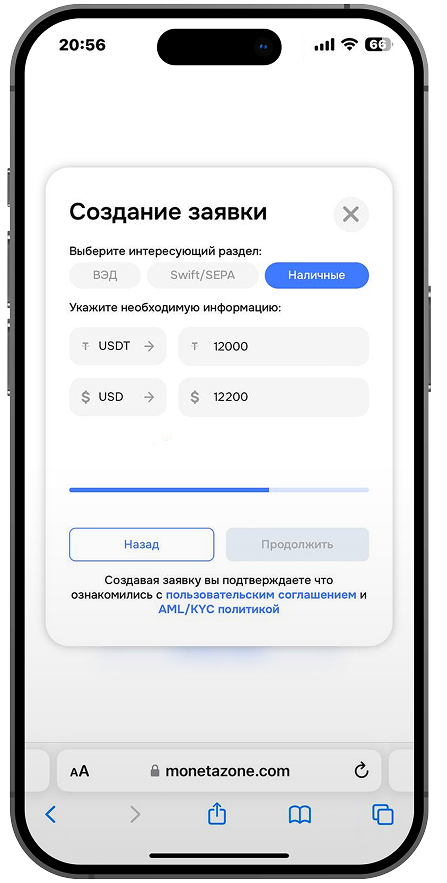 20:56
66
Создание заявки
Выберите интересующий раздел:
ВЭД Swift/SEPA Наличные
Укажите необходимую информацию:
₮ USDT → ₮ 12000
$ USD → $ 12200
Назад Продолжить
Создавая заявку вы подтверждаете что
ознакомились с пользовательским соглашением и
AML/KYC политикой
AA monetazone.com